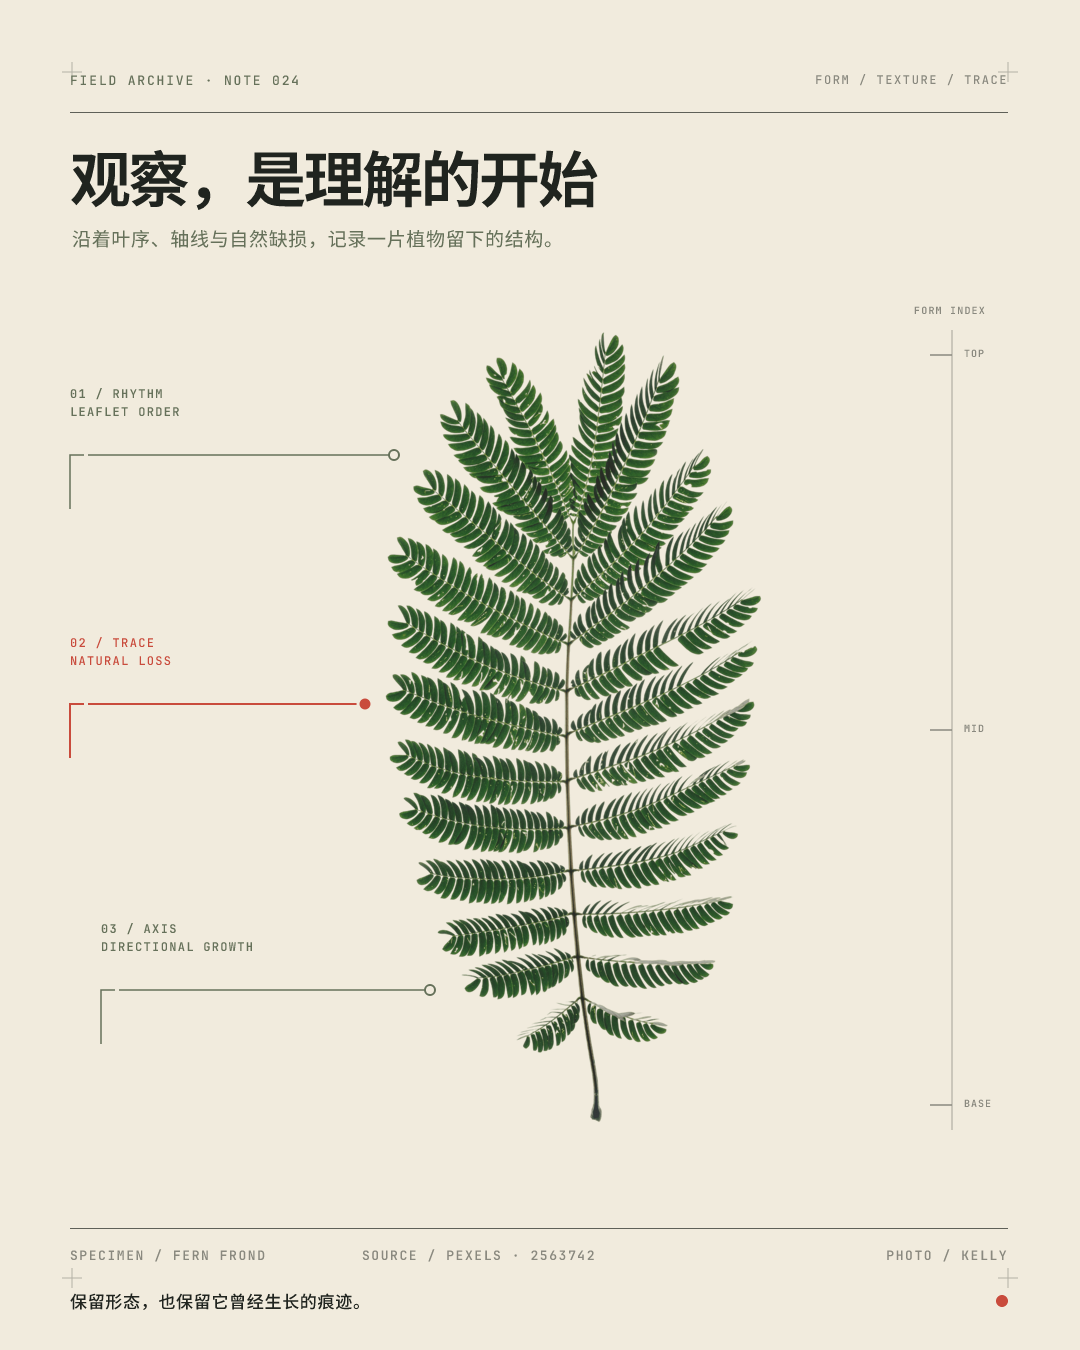 FIELD ARCHIVE · NOTE 024
FORM / TEXTURE / TRACE
观察，是理解的开始
沿着叶序、轴线与自然缺损，记录一片植物留下的结构。
FORM INDEX
TOP
01 / RHYTHM
LEAFLET ORDER
02 / TRACE
NATURAL LOSS
MID
03 / AXIS
DIRECTIONAL GROWTH
BASE
SPECIMEN / FERN FROND
SOURCE / PEXELS · 2563742
PHOTO / KELLY
保留形态，也保留它曾经生长的痕迹。